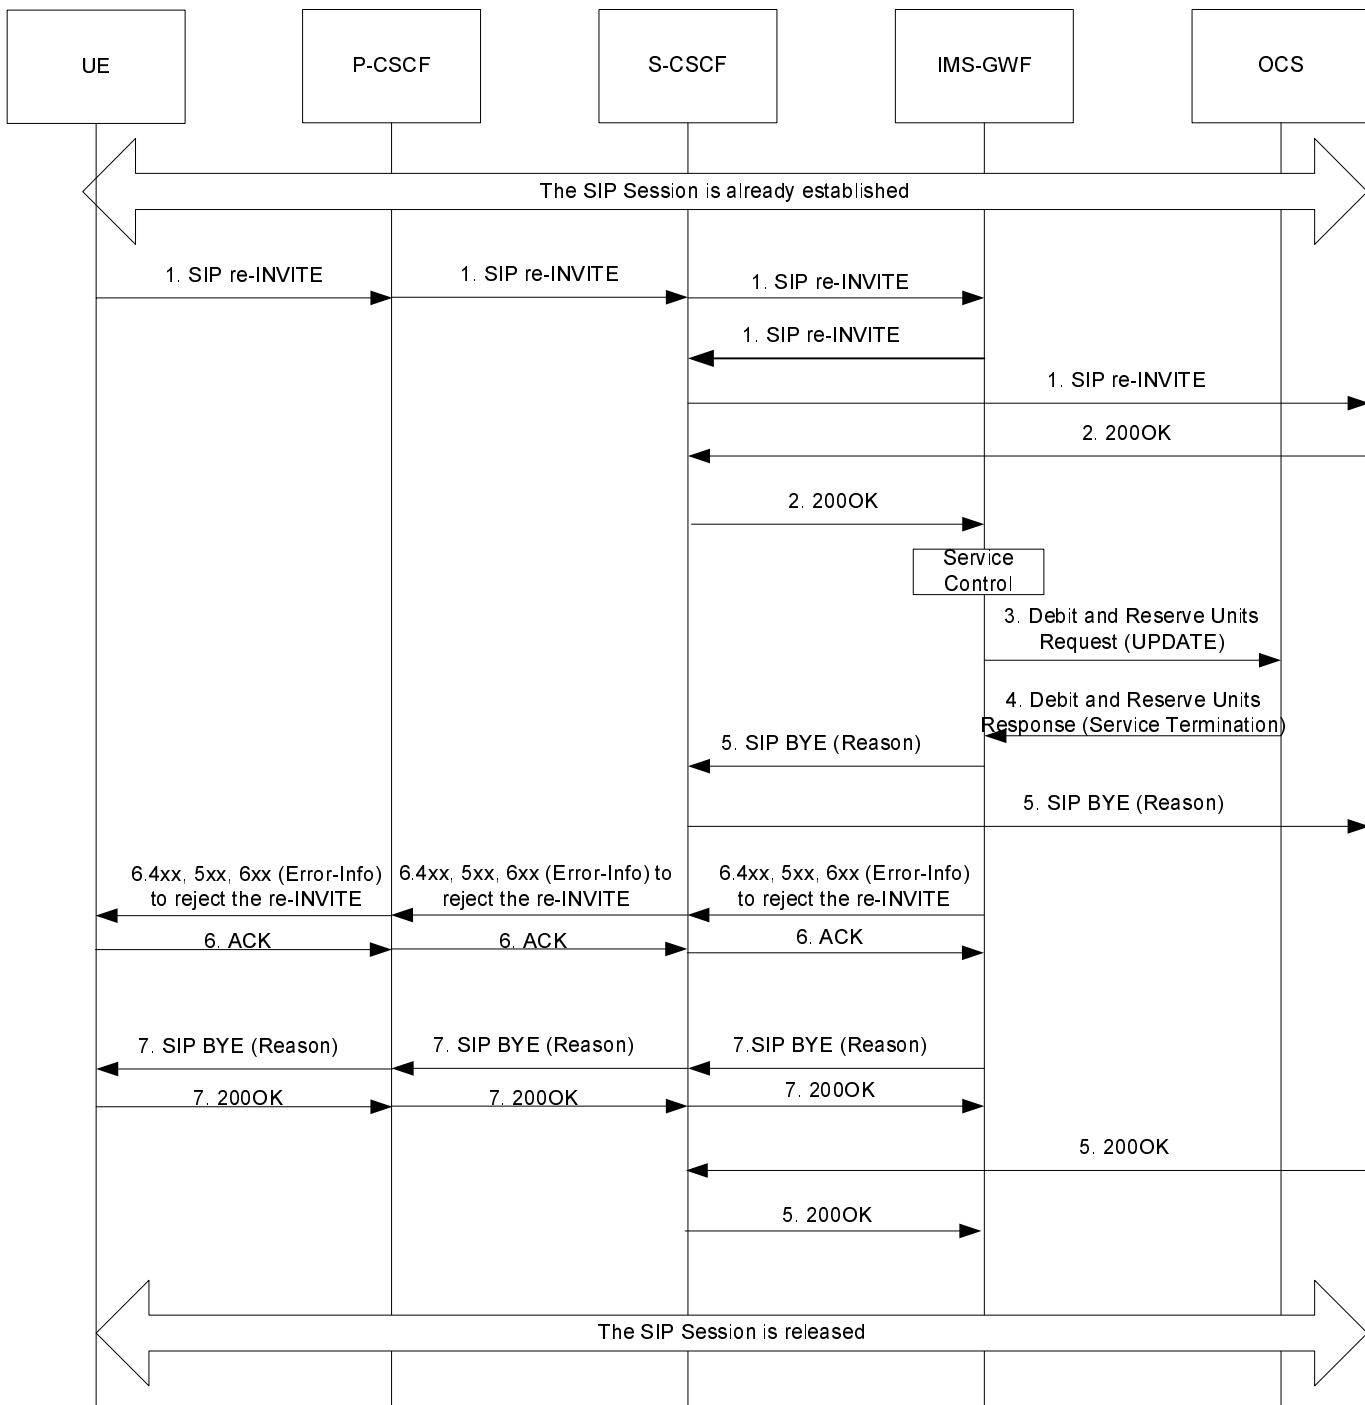 UE
P-CSCF
S-CSCF
IMS-GWF
OCS
The SIP Session is already established
1. SIP re-INVITE
1. SIP re-INVITE
1. SIP re-INVITE
1. SIP re-INVITE
1. SIP re-INVITE
2. 200OK
2. 200OK
Service
Control
3. Debit and Reserve Units
Request (UPDATE)
4. Debit and Reserve Units
Response (Service Termination)
5. SIP BYE (Reason)
5. SIP BYE (Reason)
6.4xx, 5xx, 6xx (Error-Info)
to reject the re-INVITE
6.4xx, 5xx, 6xx (Error-Info) to
reject the re-INVITE
6.4xx, 5xx, 6xx (Error-Info)
to reject the re-INVITE
6. ACK
6. ACK
6. ACK
7. SIP BYE (Reason)
7. SIP BYE (Reason)
7.SIP BYE (Reason)
7. 200OK
7. 200OK
7. 200OK
5. 200OK
5. 200OK
The SIP Session is released